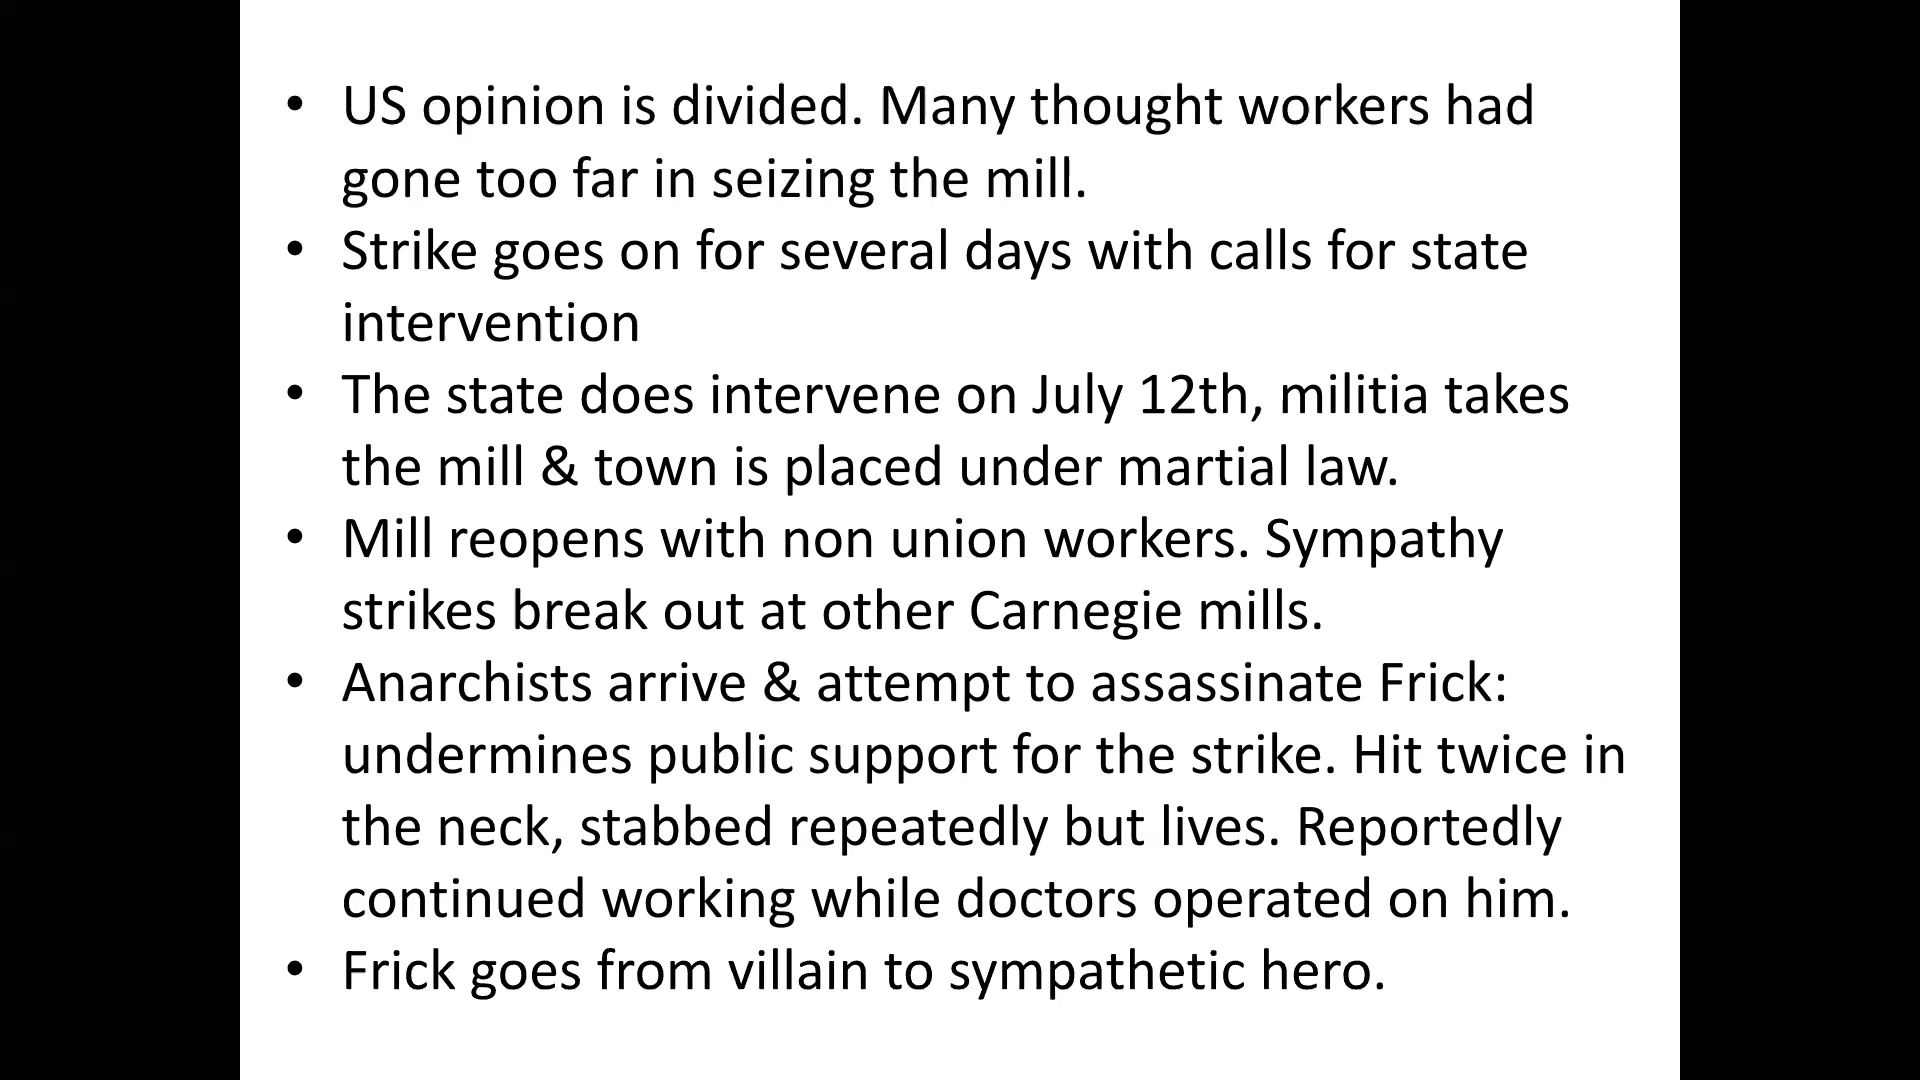 • US opinion is divided. Many thought workers had
gone too far in seizing the mill.
• Strike goes on for several days with calls for state
intervention
• The state does intervene on July 12th, militia takes
the mill & town is placed under martial law.
• Mill reopens with non union workers. Sympathy
strikes break out at other Carnegie mills.
• Anarchists arrive & attempt to assassinate Frick:
undermines public support for the strike. Hit twice in
the neck, stabbed repeatedly but lives. Reportedly
continued working while doctors operated on him.
• Frick goes from villain to sympathetic hero.